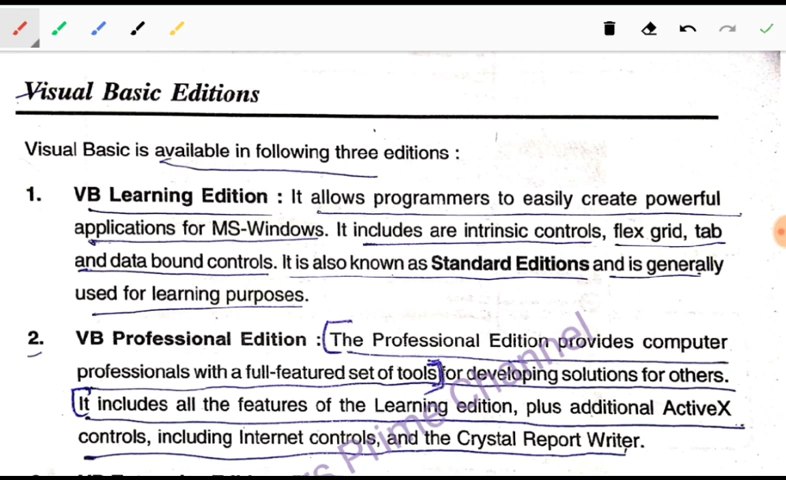 Visual Basic Editions
Visual Basic is available in following three editions :
1. VB Learning Edition : It allows programmers to easily create powerful
applications for MS-Windows. It includes are intrinsic controls, flex grid, tab
and data bound controls. It is also known as Standard Editions and is generally
used for learning purposes.
2. VB Professional Edition : The Professional Edition provides computer
professionals with a full-featured set of tools for developing solutions for others.
It includes all the features of the Learning edition, plus additional ActiveX
controls, including Internet controls, and the Crystal Report Writer.
Prime Channel